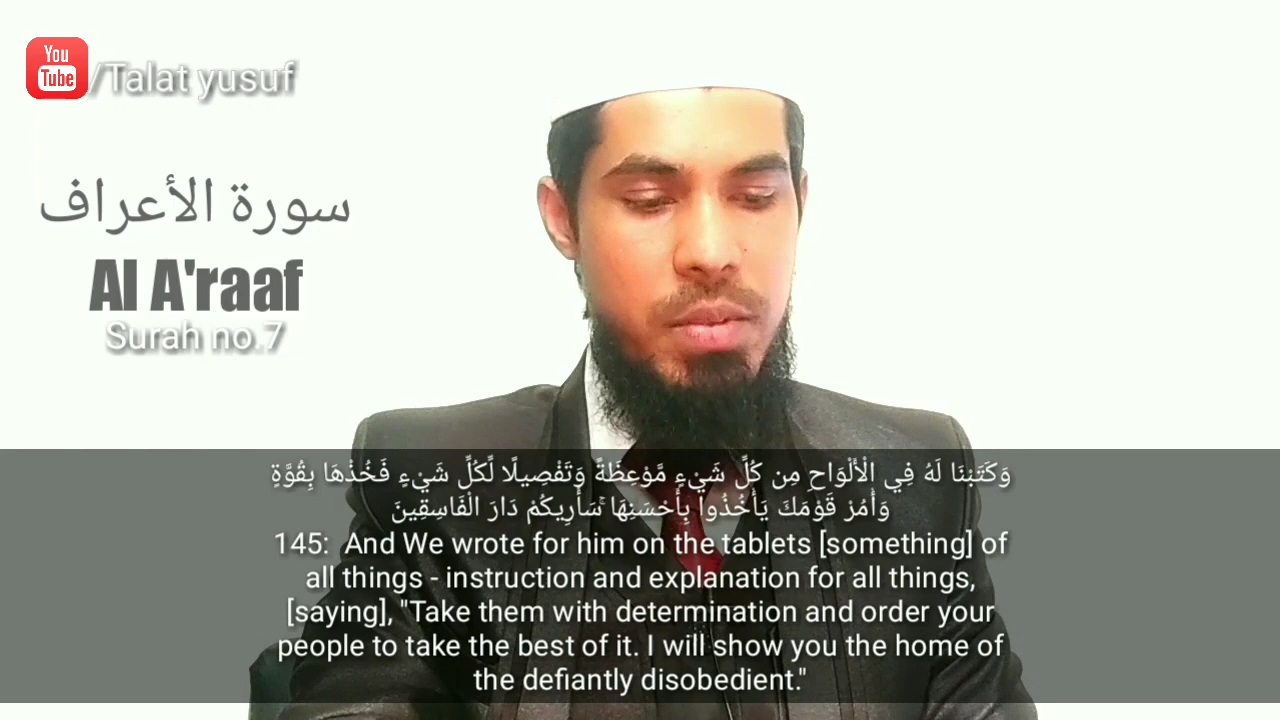 You
Tube
/Talat yusuf
سورة الأعراف
Al A'raaf
Surah no.7
وَكَتَبْنَا لَهُ فِي الْأَلْوَاحِ مِن كُلِّ شَيْءٍ مَّوْعِظَةً وَتَفْصِيلًا لِّكُلِّ شَيْءٍ فَخُذْهَا بِقُوَّةٍ
وَأْمُرْ قَوْمَكَ يَأْخُذُوا بِأَحْسَنِهَا ۚ سَأُرِيكُمْ دَارَ الْفَاسِقِينَ
145:  And We wrote for him on the tablets [something] of
all things - instruction and explanation for all things,
[saying], "Take them with determination and order your
people to take the best of it. I will show you the home of
the defiantly disobedient."